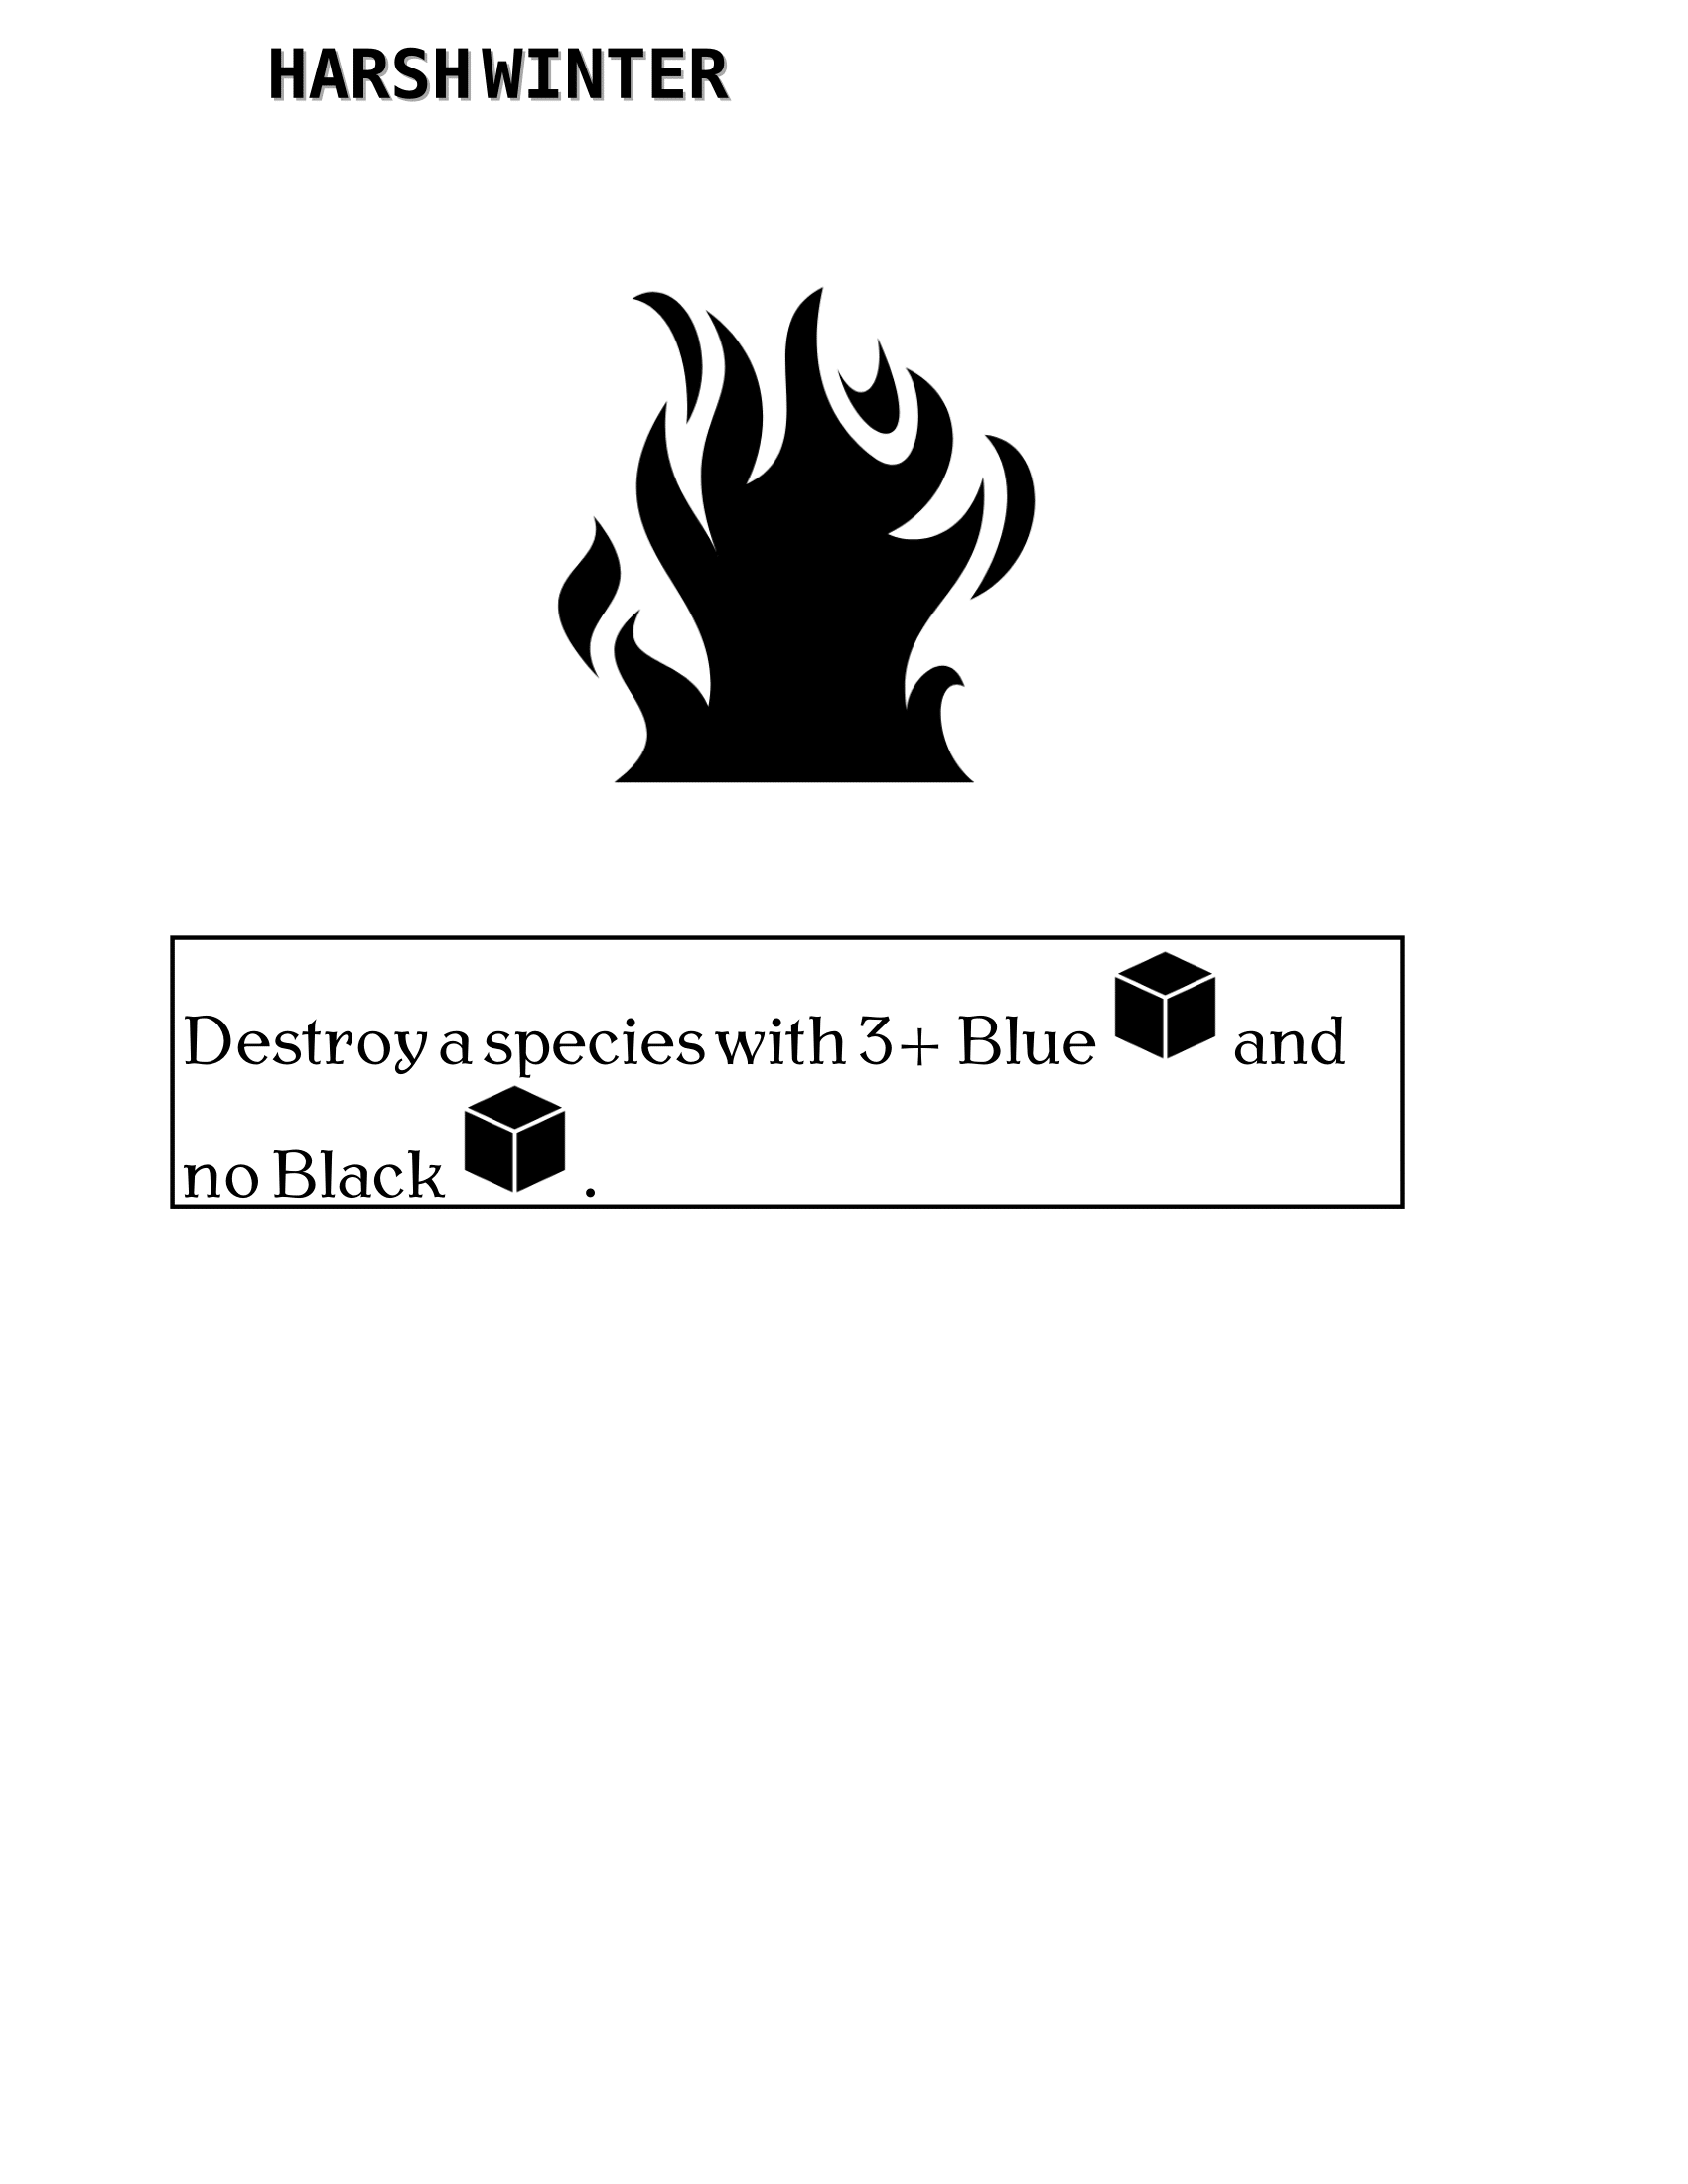 HARSH WINTER
Destroy a species with 3+ Blue and
no Black .